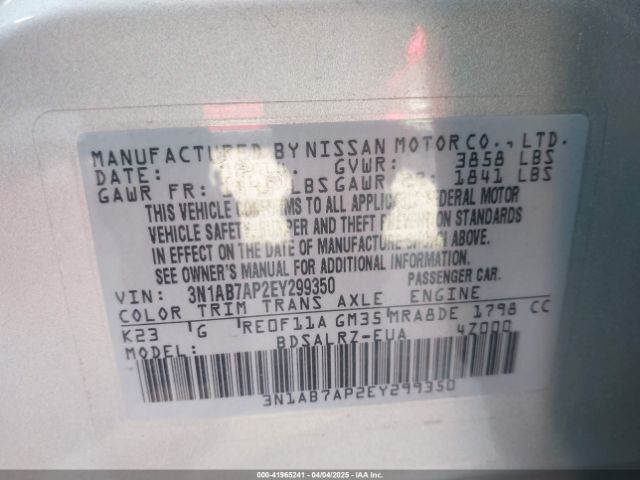 MANUFACTURED BY NISSAN MOTOR CO., LTD.
DATE: GVWR: 3858 LBS
GAWR FR: LBS GAWR 1841 LBS
THIS VEHICLE CONFORMS TO ALL APPLICABLE FEDERAL MOTOR
VEHICLE SAFETY, BUMPER AND THEFT PREVENTION STANDARDS
IN EFFECT ON THE DATE OF MANUFACTURE SHOWN ABOVE.
SEE OWNER'S MANUAL FOR ADDITIONAL INFORMATION.
VIN: 3N1AB7AP2EY299350 PASSENGER CAR.
COLOR TRIM TRANS AXLE ENGINE
K23 G RE0F11A GM35 MRA8DE 1798 CC
MODEL: BDSALRZ-EUA 4Z000
3N1AB7AP2EY299350
000-41965241 - 04/04/2025 - IAAI.com